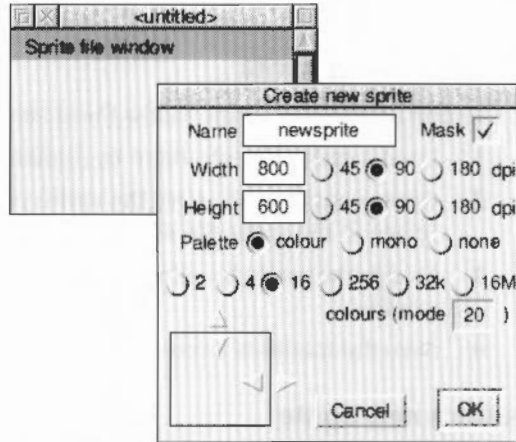 <untitled>
Sprite file window
Create new sprite
Name newsprite Mask
Width 800 45 90 180 dpi
Height 600 45 90 180 dpi
Palette colour mono none
2 4 16 256 32k 16M
colours (mode 20 )
Cancel OK